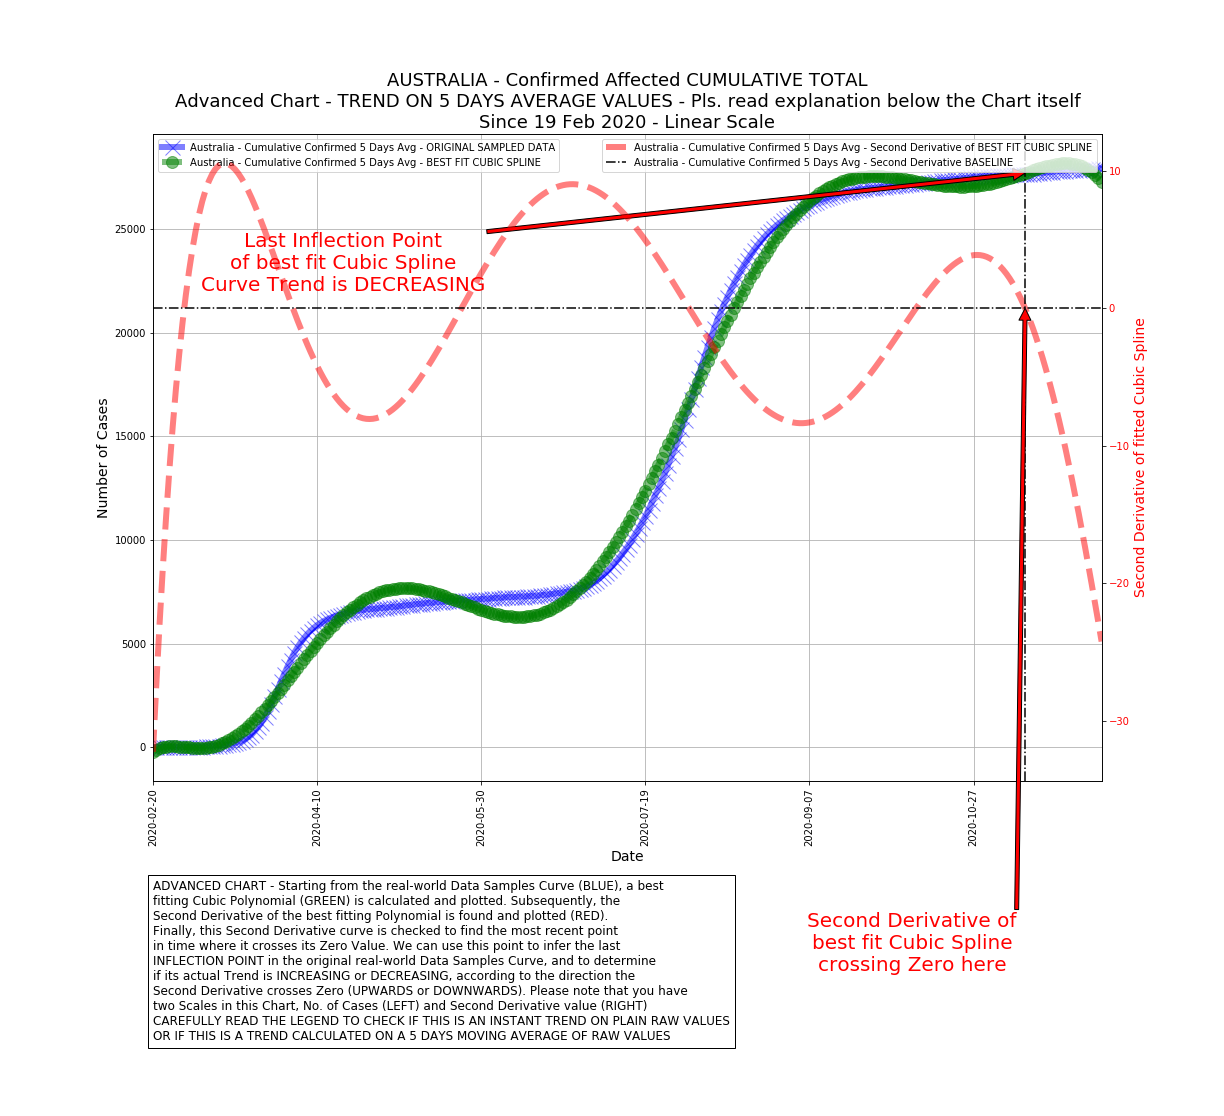 AUSTRALIA - Confirmed Affected CUMULATIVE TOTAL
Advanced Chart - TREND ON 5 DAYS AVERAGE VALUES - Pls. read explanation below the Chart itself
Since 19 Feb 2020 - Linear Scale
Australia - Cumulative Confirmed 5 Days Avg - ORIGINAL SAMPLED DATA
Australia - Cumulative Confirmed 5 Days Avg - BEST FIT CUBIC SPLINE
Australia - Cumulative Confirmed 5 Days Avg - Second Derivative of BEST FIT CUBIC SPLINE
Australia - Cumulative Confirmed 5 Days Avg - Second Derivative BASELINE
Last Inflection Point
of best fit Cubic Spline
Curve Trend is DECREASING
Number of Cases
25000
20000
15000
10000
5000
0
10
0
−10
−20
−30
Second Derivative of fitted Cubic Spline
2020-02-20
2020-04-10
2020-05-30
2020-07-19
2020-09-07
2020-10-27
Date
Second Derivative of
best fit Cubic Spline
crossing Zero here
ADVANCED CHART - Starting from the real-world Data Samples Curve (BLUE), a best
fitting Cubic Polynomial (GREEN) is calculated and plotted. Subsequently, the
Second Derivative of the best fitting Polynomial is found and plotted (RED).
Finally, this Second Derivative curve is checked to find the most recent point
in time where it crosses its Zero Value. We can use this point to infer the last
INFLECTION POINT in the original real-world Data Samples Curve, and to determine
if its actual Trend is INCREASING or DECREASING, according to the direction the
Second Derivative crosses Zero (UPWARDS or DOWNWARDS). Please note that you have
two Scales in this Chart, No. of Cases (LEFT) and Second Derivative value (RIGHT)
CAREFULLY READ THE LEGEND TO CHECK IF THIS IS AN INSTANT TREND ON PLAIN RAW VALUES
OR IF THIS IS A TREND CALCULATED ON A 5 DAYS MOVING AVERAGE OF RAW VALUES